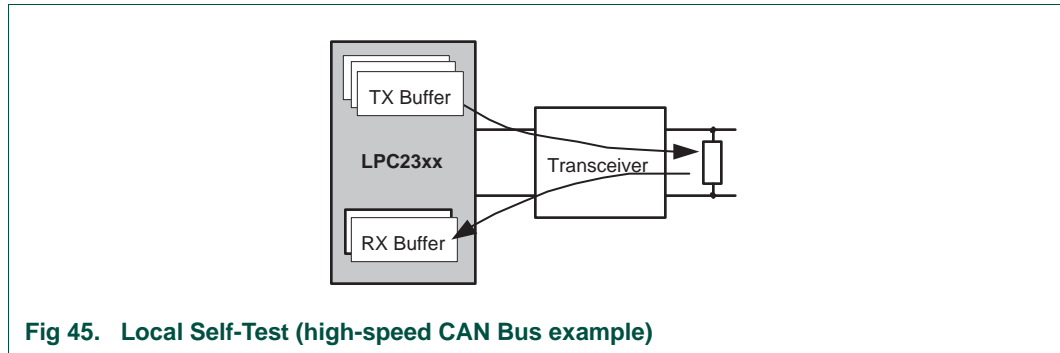 TX Buffer
LPC23xx
Transceiver
RX Buffer
Fig 45. Local Self-Test (high-speed CAN Bus example)